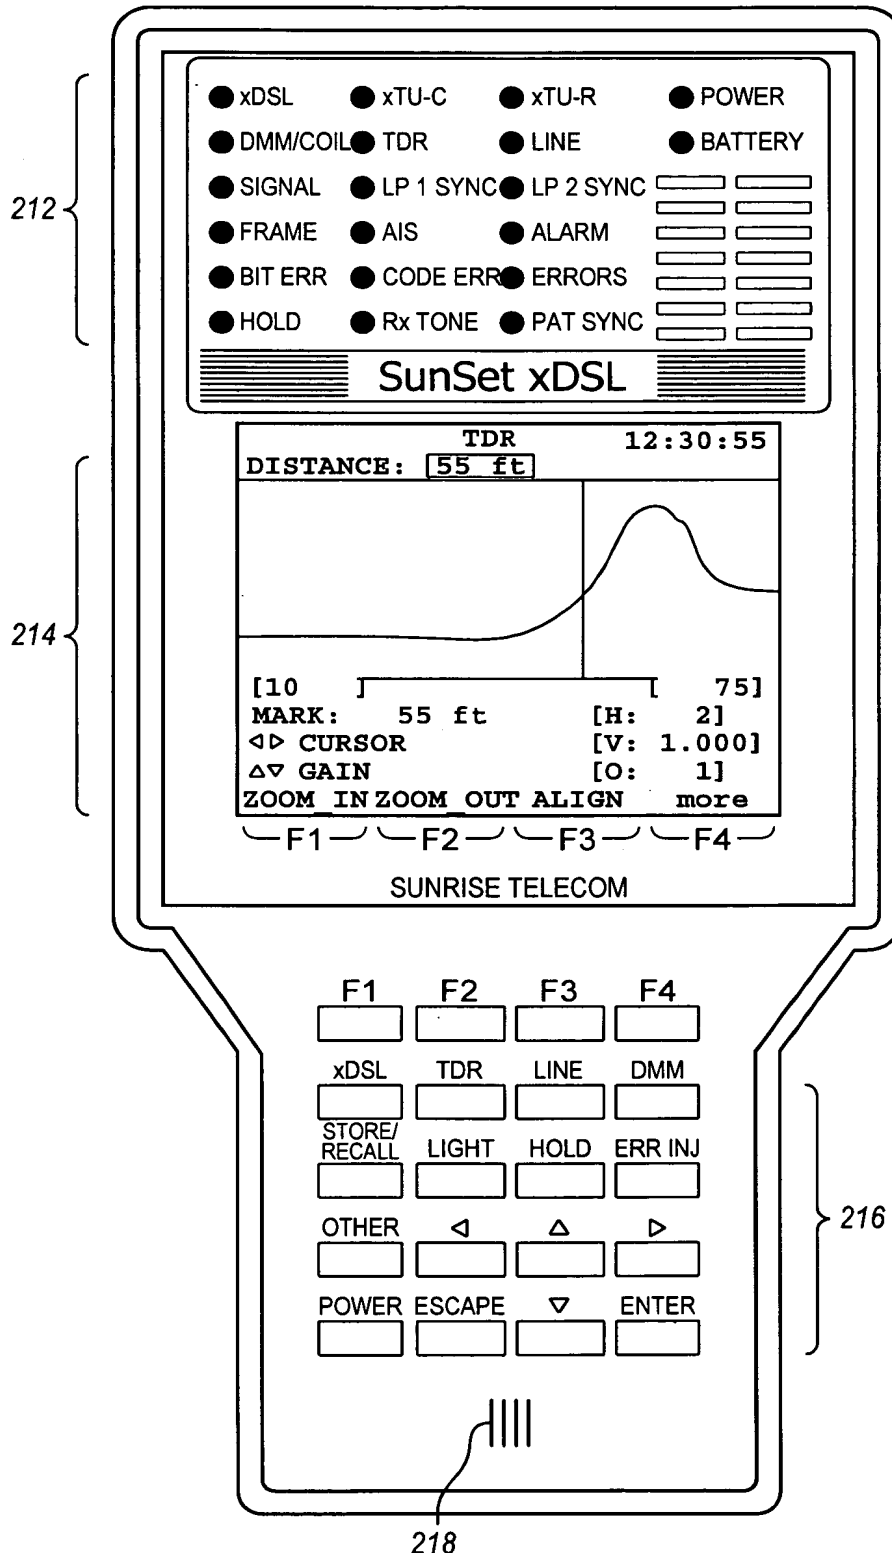 xDSL xTU-C xTU-R POWER
DMM/COIL TDR LINE BATTERY
SIGNAL LP 1 SYNC LP 2 SYNC
212
FRAME AIS ALARM
BIT ERR CODE ERR ERRORS
HOLD Rx TONE PAT SYNC
SunSet xDSL
TDR 12:30:55
DISTANCE: 55 ft
214
[10 ] [ 75]
MARK: 55 ft [H: 2]
◁▷ CURSOR [V: 1.000]
△▽ GAIN [O: 1]
ZOOM_IN ZOOM_OUT ALIGN more
F1 F2 F3 F4
SUNRISE TELECOM
F1 F2 F3 F4
xDSL TDR LINE DMM
STORE/
RECALL LIGHT HOLD ERR INJ
216
OTHER ◁ △ ▷
POWER ESCAPE ▽ ENTER
218